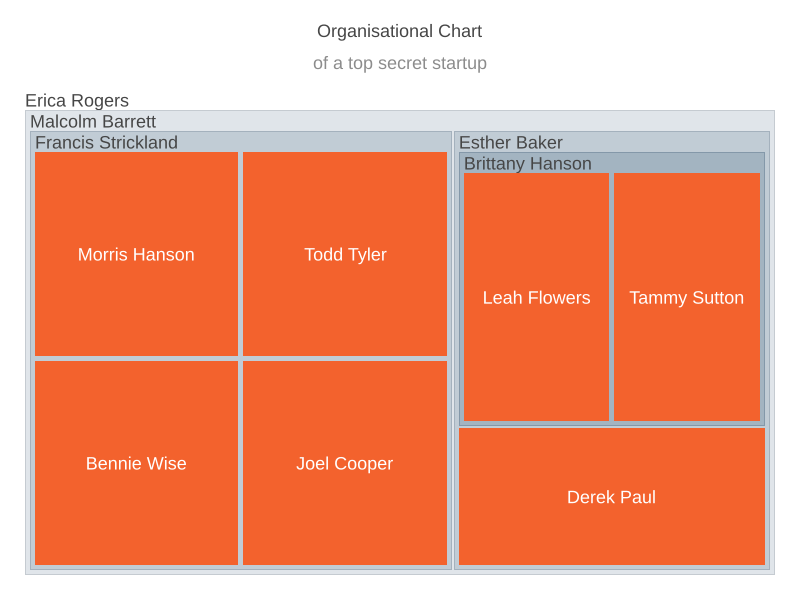 Organisational Chart
of a top secret startup
Erica Rogers
Malcolm Barrett
Francis Strickland
Morris Hanson
Todd Tyler
Bennie Wise
Joel Cooper
Esther Baker
Brittany Hanson
Leah Flowers
Tammy Sutton
Derek Paul